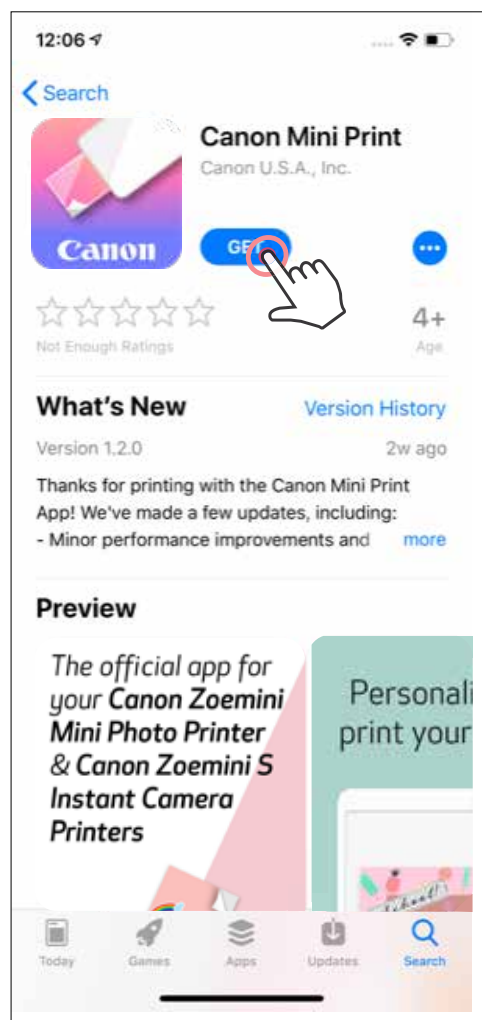 12:06
Search
Canon Mini Print
Canon U.S.A., Inc.
Canon
GET
4+
Not Enough Ratings
Age
What's New
Version History
Version 1.2.0
2w ago
Thanks for printing with the Canon Mini Print
App! We've made a few updates, including:
- Minor performance improvements and more
Preview
The official app for
your Canon Zoemini
Mini Photo Printer
& Canon Zoemini S
Instant Camera
Printers
Personali
print your
Today
Games
Apps
Updates
Search